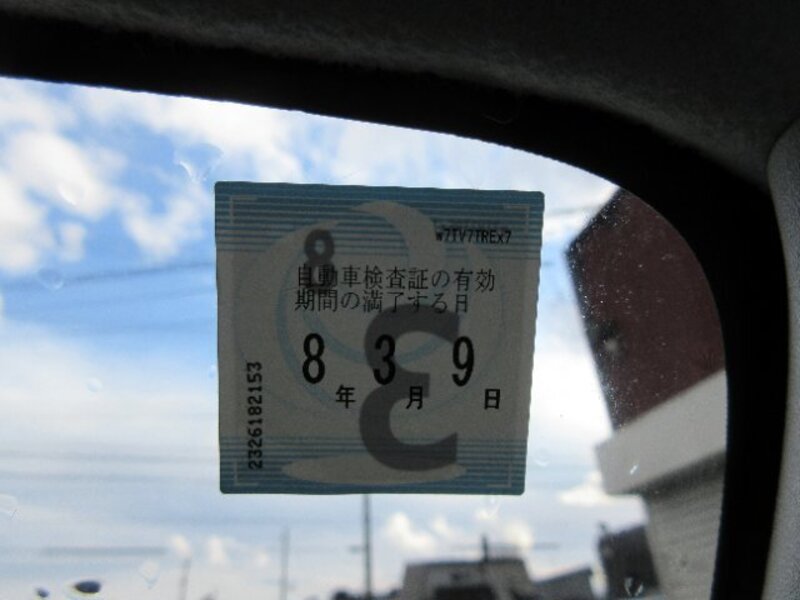 w7TV7TREx7
8
自動車検査証の有効
期間の満了する日
8年 3月 9日
3
2326182153